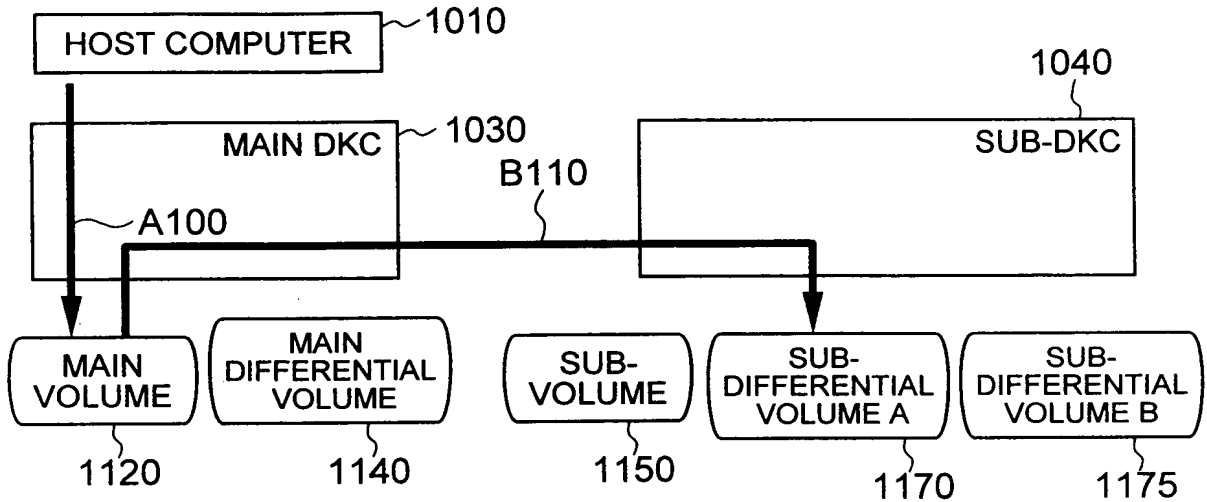 HOST COMPUTER
1010
1040
MAIN DKC
1030
SUB-DKC
B110
A100
MAIN
VOLUME
MAIN
DIFFERENTIAL
VOLUME
SUB-
VOLUME
SUB-
DIFFERENTIAL
VOLUME A
SUB-
DIFFERENTIAL
VOLUME B
1120
1140
1150
1170
1175